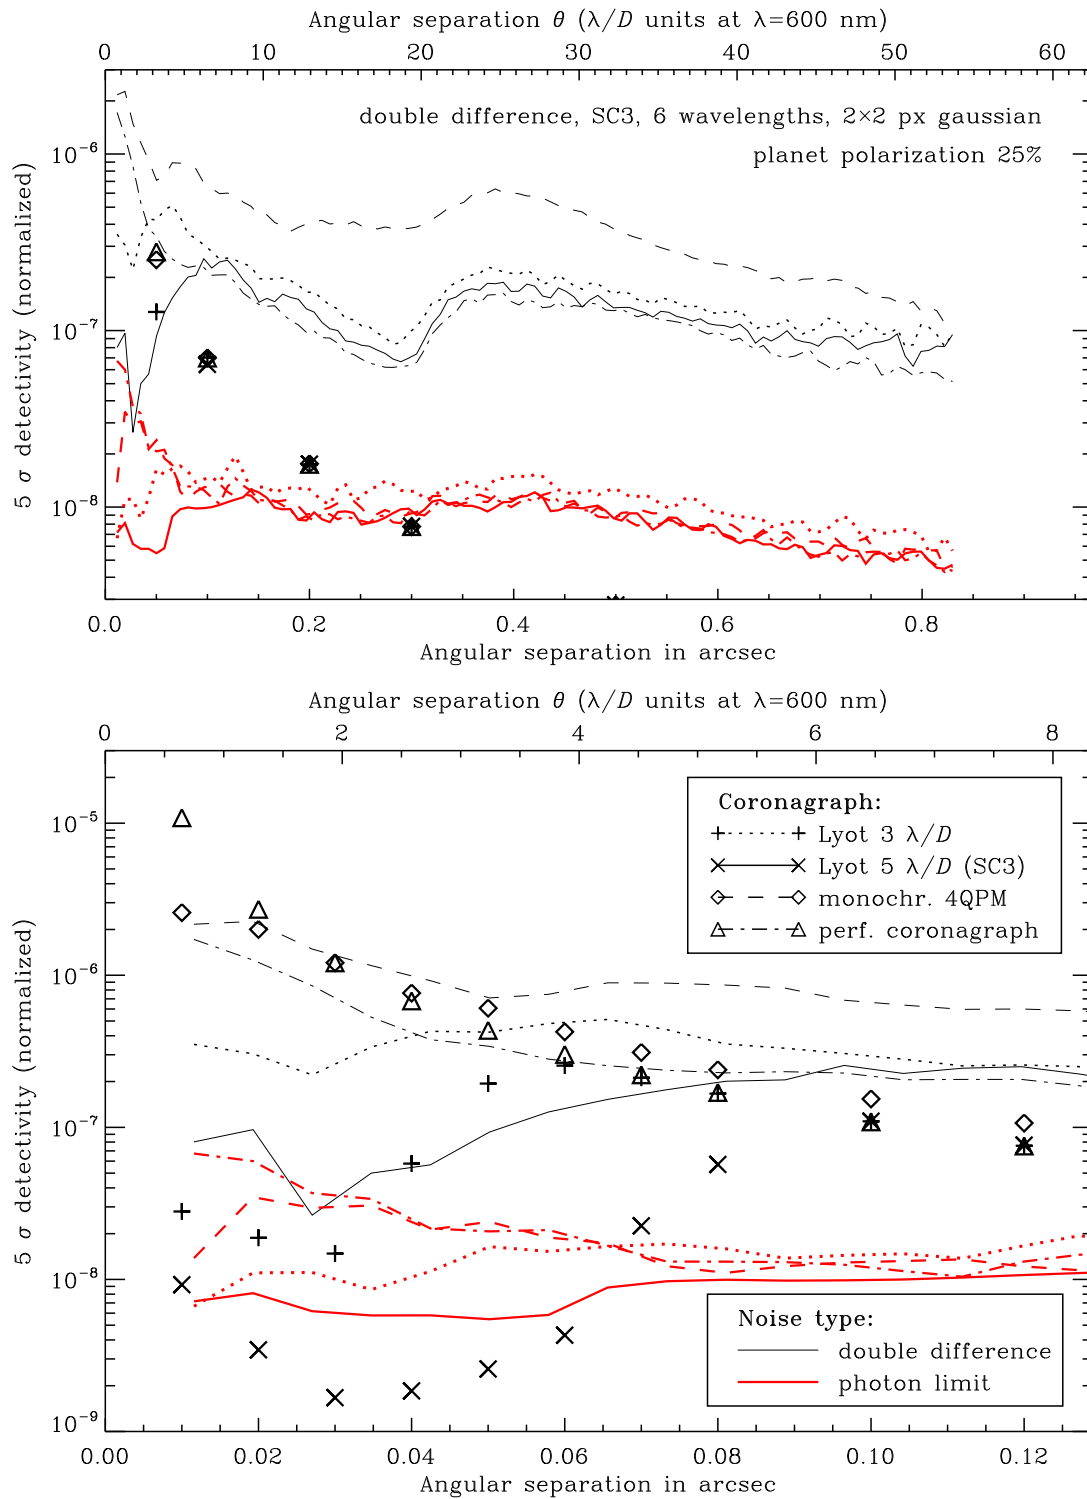 Angular separation θ (λ/D units at λ=600 nm)
0 10 20 30 40 50 60
double difference, SC3, 6 wavelengths, 2×2 px gaussian
planet polarization 25%
10⁻⁶
10⁻⁷
10⁻⁸
5 σ detectivity (normalized)
0.0 0.2 0.4 0.6 0.8
Angular separation in arcsec
Angular separation θ (λ/D units at λ=600 nm)
0 2 4 6 8
Coronagraph:
Lyot 3 λ/D
Lyot 5 λ/D (SC3)
monochr. 4QPM
perf. coronagraph
10⁻⁵
10⁻⁶
10⁻⁷
10⁻⁸
10⁻⁹
5 σ detectivity (normalized)
Noise type:
double difference
photon limit
0.00 0.02 0.04 0.06 0.08 0.10 0.12
Angular separation in arcsec